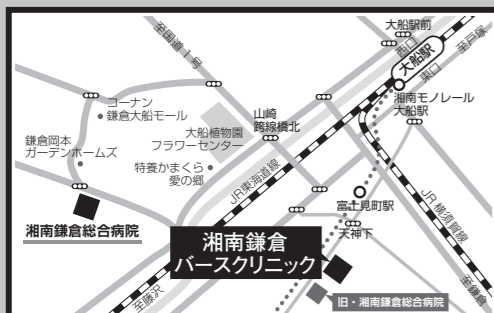 大船駅前
至国道1号
西口
至戸塚
大船駅
東口
コーナン
鎌倉大船モール
山崎
跨線橋北
湘南モノレール
大船駅
大船植物園
フラワーセンター
鎌倉岡本
ガーデンホームズ
特養かまくら
愛の郷
JR東海道線
富士見町駅
JR横須賀線
湘南鎌倉総合病院
天神下
湘南鎌倉
バースクリニック
至藤沢
至鎌倉
旧・湘南鎌倉総合病院